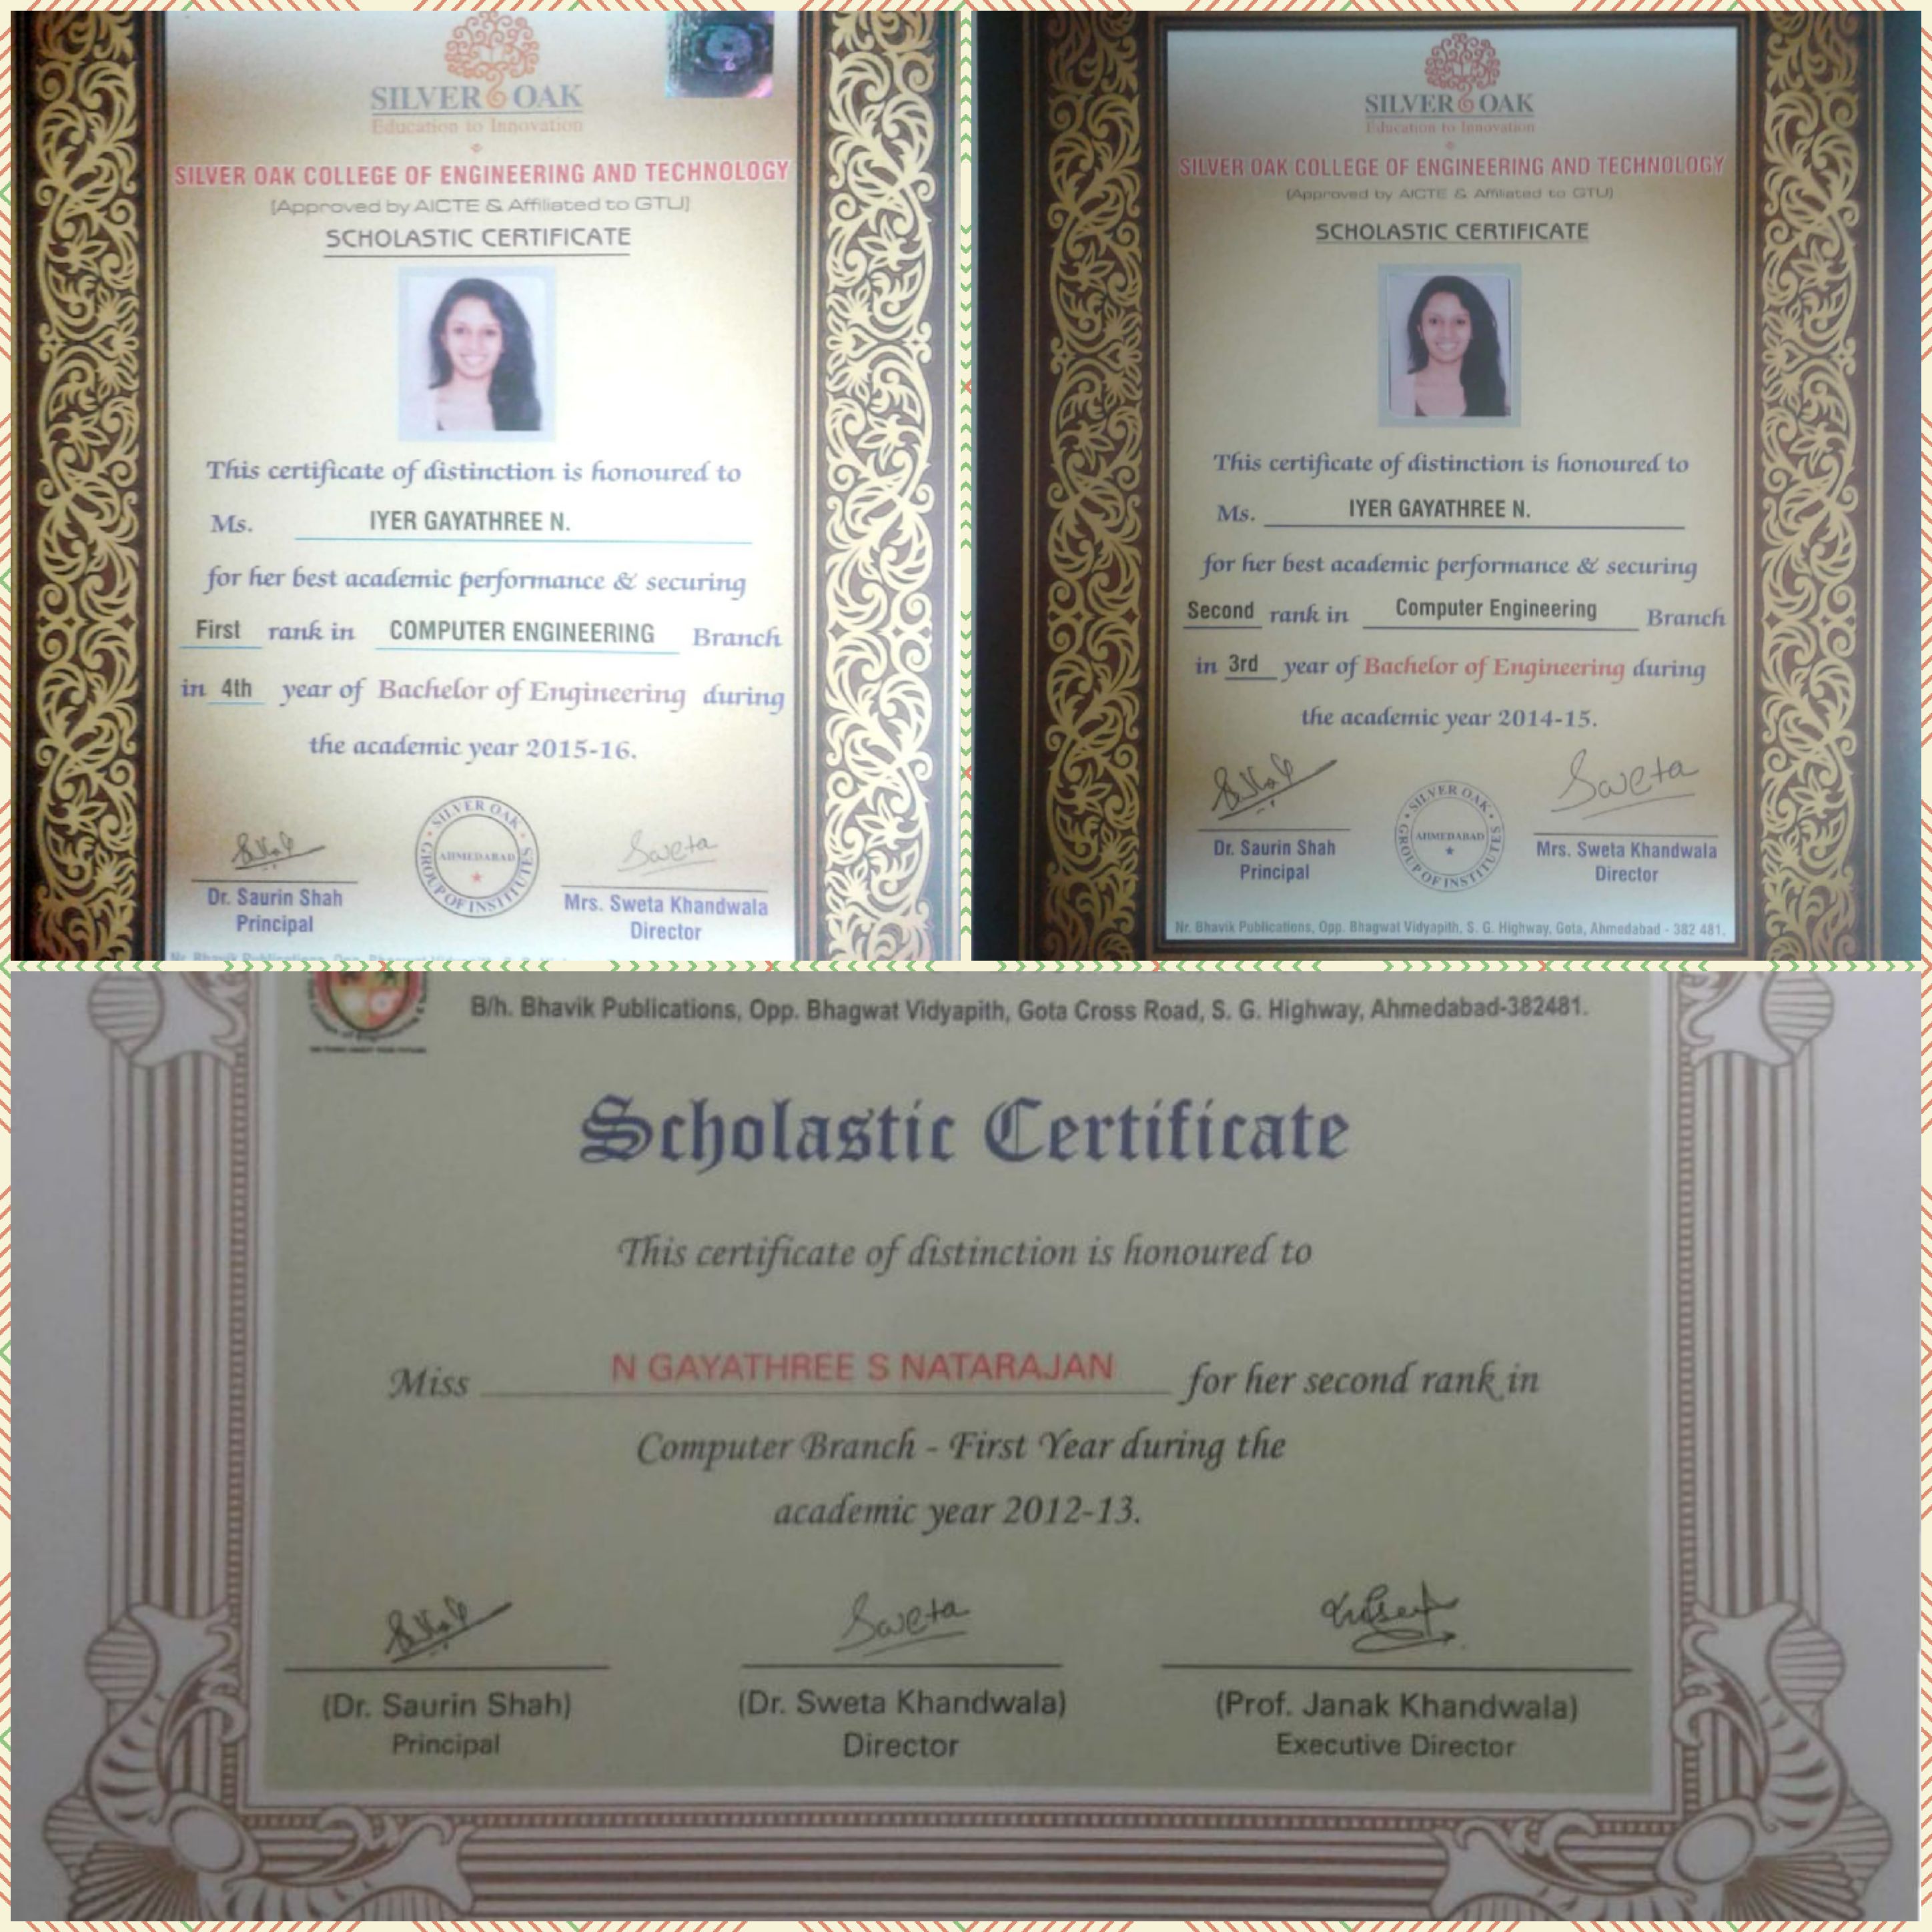 SILVER OAK
Education to Innovation
SILVER OAK COLLEGE OF ENGINEERING AND TECHNOLOGY
[Approved by AICTE & Affiliated to GTU]
SCHOLASTIC CERTIFICATE
This certificate of distinction is honoured to
Ms. IYER GAYATHREE N.
for her best academic performance & securing
First rank in COMPUTER ENGINEERING Branch
in 4th year of Bachelor of Engineering during
the academic year 2015-16.
SILVER OAK
AHMEDABAD
GROUP OF INSTITUTES
Sweta
Dr. Saurin Shah
Principal
Mrs. Sweta Khandwala
Director
SILVER OAK
Education to Innovation
SILVER OAK COLLEGE OF ENGINEERING AND TECHNOLOGY
(Approved by AICTE & Affiliated to GTU)
SCHOLASTIC CERTIFICATE
This certificate of distinction is honoured to
Ms. IYER GAYATHREE N.
for her best academic performance & securing
Second rank in Computer Engineering Branch
in 3rd year of Bachelor of Engineering during
the academic year 2014-15.
SILVER OAK
AHMEDABAD
GROUP OF INSTITUTES
Sweta
Dr. Saurin Shah
Principal
Mrs. Sweta Khandwala
Director
Nr. Bhavik Publications, Opp. Bhagwat Vidyapith, S. G. Highway, Gota, Ahmedabad - 382 481.
B/h. Bhavik Publications, Opp. Bhagwat Vidyapith, Gota Cross Road, S. G. Highway, Ahmedabad-382481.
Scholastic Certificate
This certificate of distinction is honoured to
Miss N GAYATHREE S NATARAJAN for her second rank in
Computer Branch - First Year during the
academic year 2012-13.
Sweta
(Dr. Saurin Shah)
Principal
(Dr. Sweta Khandwala)
Director
(Prof. Janak Khandwala)
Executive Director